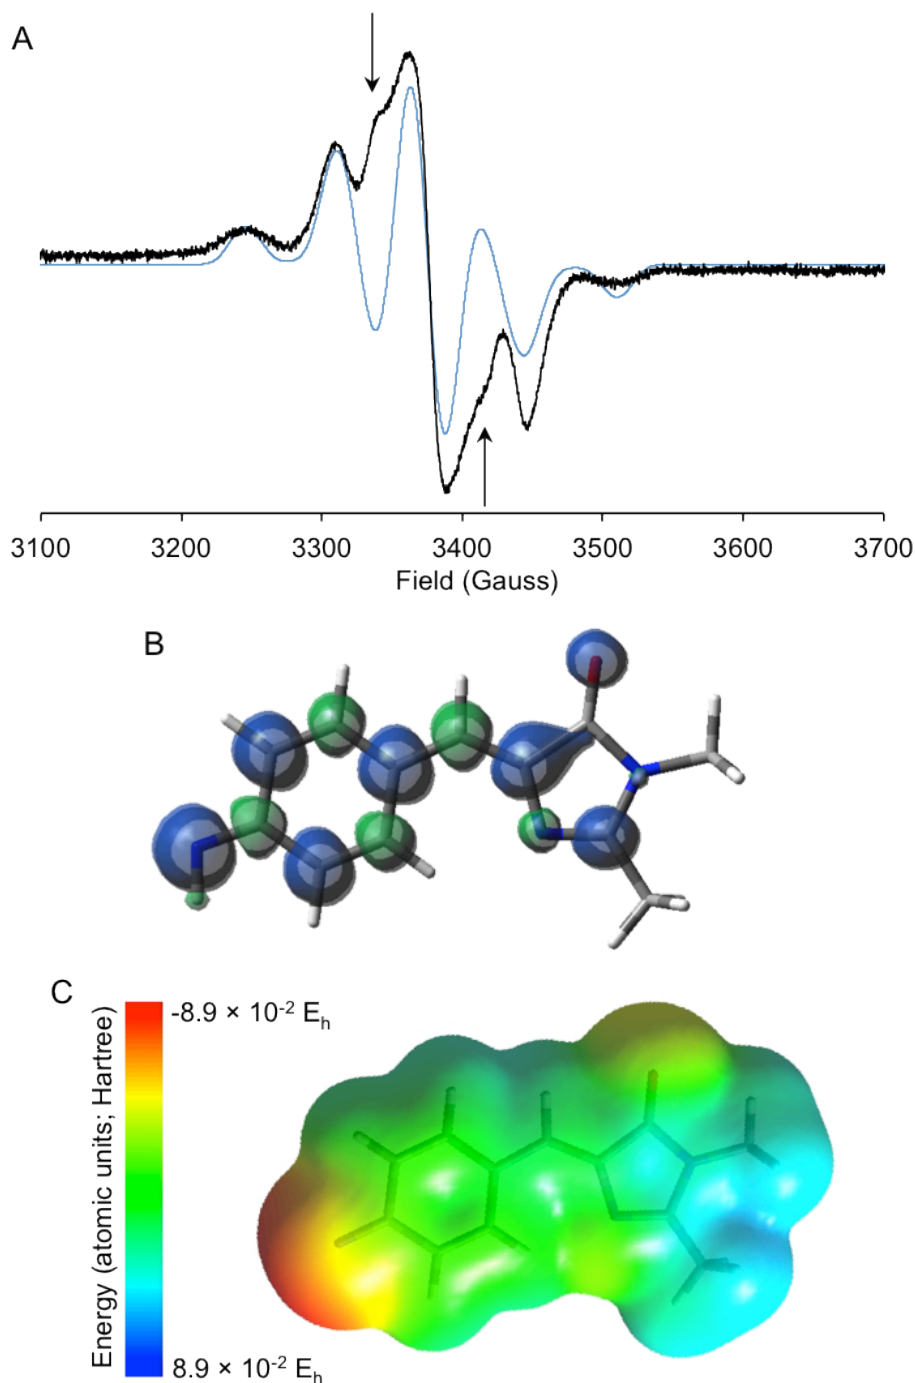 A
3100 3200 3300 3400 3500 3600 3700
Field (Gauss)
B
C
Energy (atomic units; Hartree)
-8.9 × 10⁻² Eₕ
8.9 × 10⁻² Eₕ